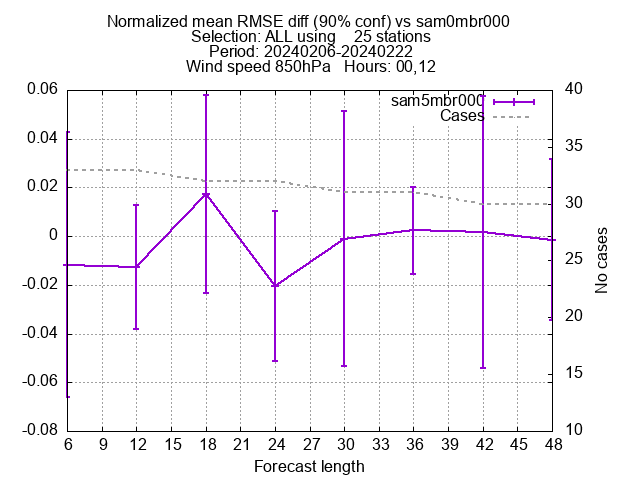 Normalized mean RMSE diff (90% conf) vs sam0mbr000
Selection: ALL using    25 stations
Period: 20240206-20240222
Wind speed 850hPa   Hours: 00,12
sam5mbr000
Cases
0.06
0.04
0.02
0
-0.02
-0.04
-0.06
-0.08
40
35
30
25
20
15
10
No cases
6 9 12 15 18 21 24 27 30 33 36 39 42 45 48
Forecast length